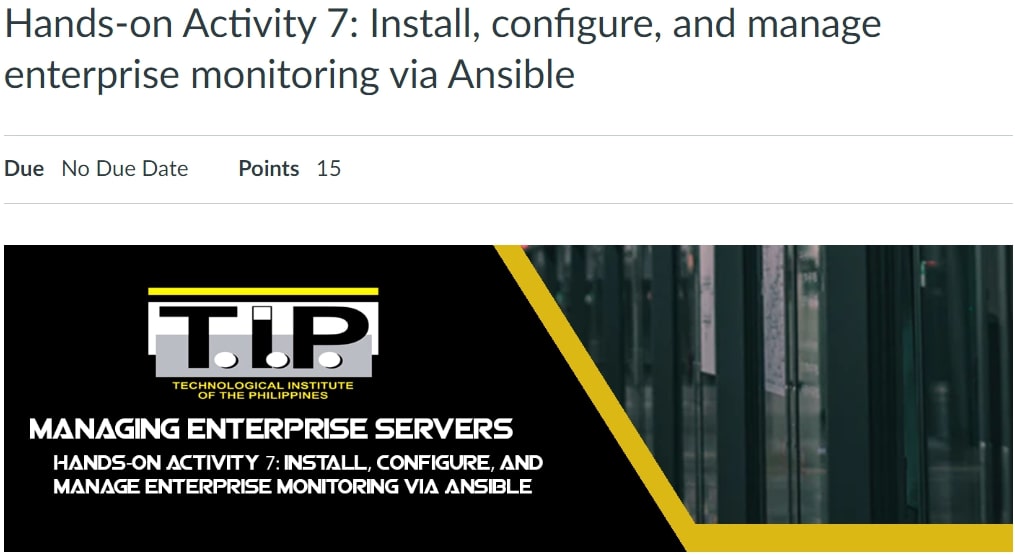 Hands-on Activity 7: Install, configure, and manage
enterprise monitoring via Ansible
Due No Due Date Points 15
T.I.P.
TECHNOLOGICAL INSTITUTE
OF THE PHILIPPINES
MANAGING ENTERPRISE SERVERS
HANDS-ON ACTIVITY 7: INSTALL, CONFIGURE, AND
MANAGE ENTERPRISE MONITORING VIA ANSIBLE